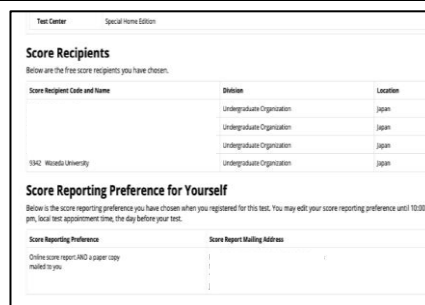 Test Center Special Home Edition
Score Recipients
Below are the free score recipients you have chosen.
Score Recipient Code and Name Division Location
Undergraduate Organization Japan
Undergraduate Organization Japan
Undergraduate Organization Japan
9342 Waseda University Undergraduate Organization Japan
Score Reporting Preference for Yourself
Below is the score reporting preference you have chosen when you registered for this test. You may edit your score reporting preference until 10:00
pm, local test appointment time, the day before your test.
Score Reporting Preference Score Report Mailing Address
Online score report AND a paper copy
mailed to you